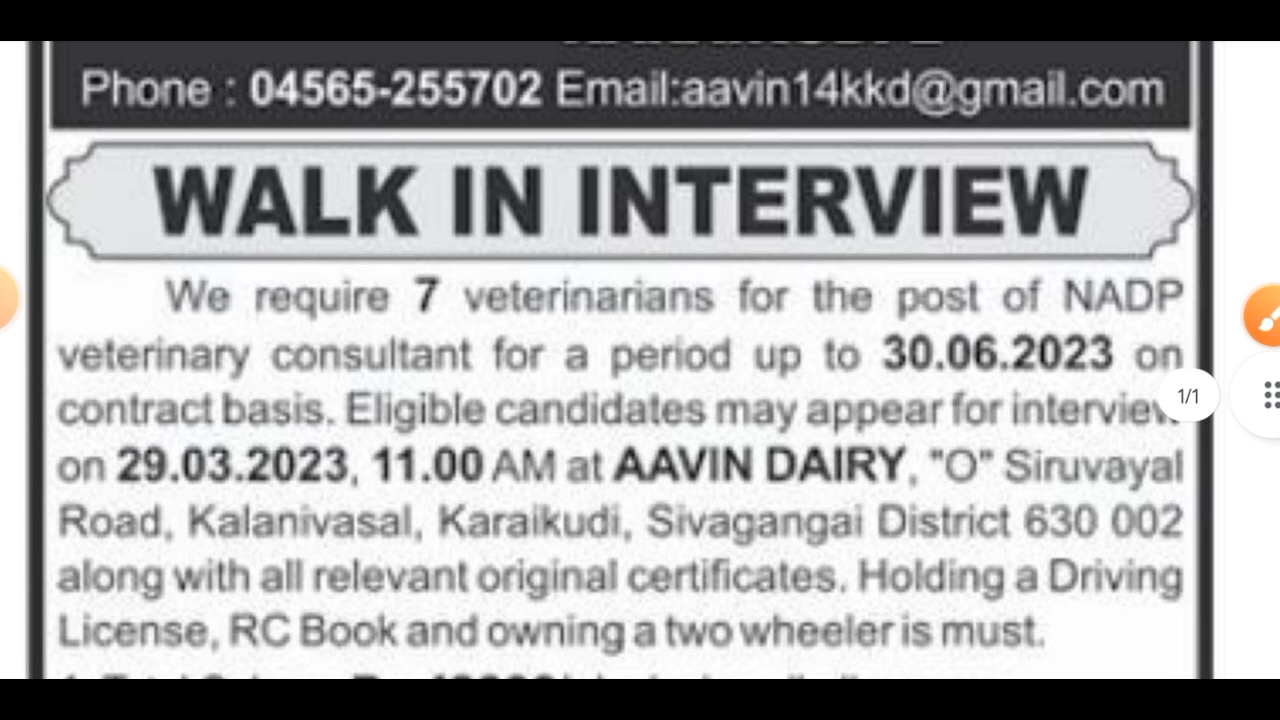 Phone : 04565-255702 Email:aavin14kkd@gmail.com
WALK IN INTERVIEW
We require 7 veterinarians for the post of NADP
veterinary consultant for a period up to 30.06.2023 on
contract basis. Eligible candidates may appear for interview
on 29.03.2023, 11.00 AM at AAVIN DAIRY, "O" Siruvayal
Road, Kalanivasal, Karaikudi, Sivagangai District 630 002
along with all relevant original certificates. Holding a Driving
License, RC Book and owning a two wheeler is must.
1/1